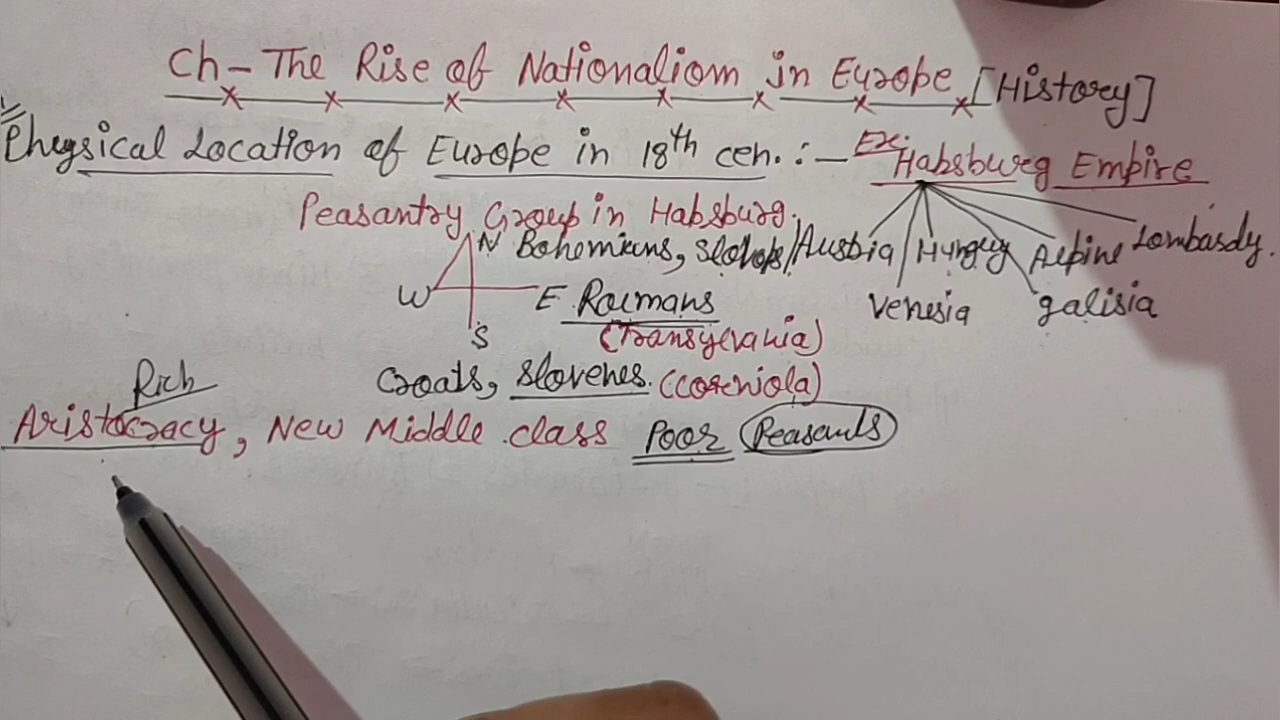 Ch- The Rise of Nationalism in Europe [History]
Physical Location of Europe in 18th cen. :- Ex. Habsburg Empire
Peasantry Group in Habsburg.
N Bohemians, Slovaks / Austria / Hungry Alpine Lombardy.
W E Roumans Venesia galisia
S (Transylvania)
Rich Croats, Slovenes. (Carniola)
Aristocracy, New Middle class Poor Peasants